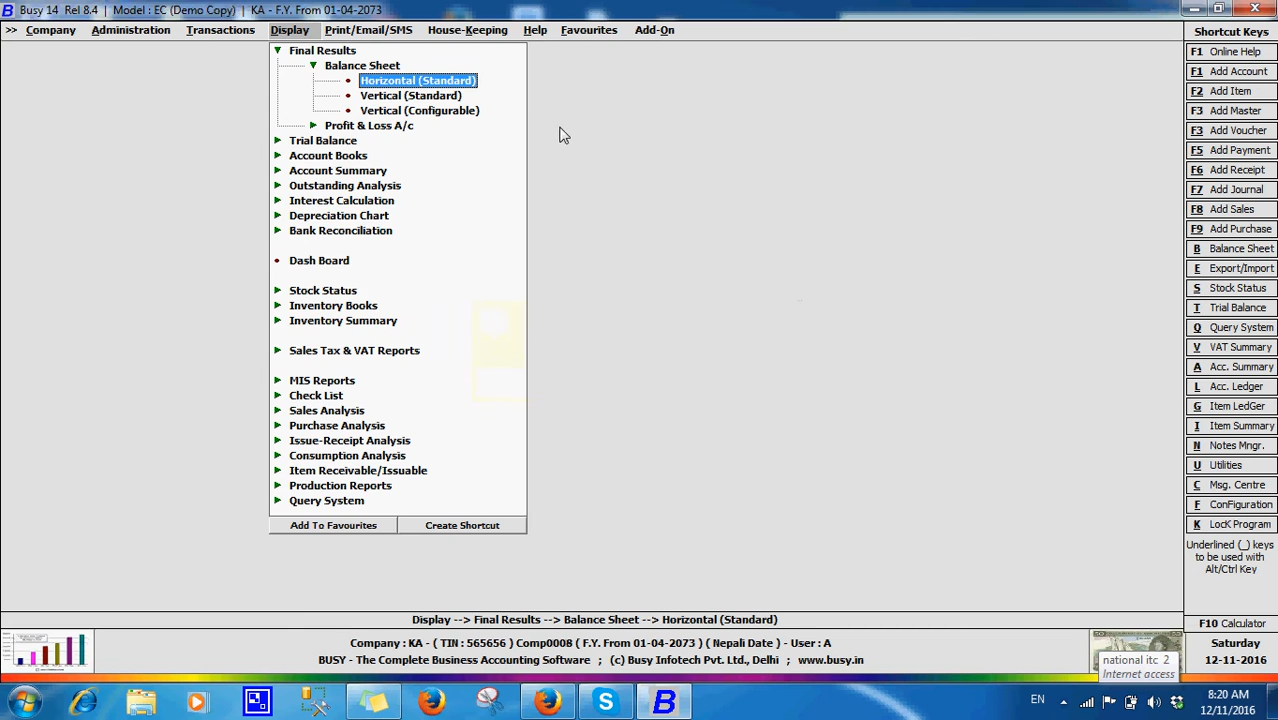 Busy 14 Rel 8.4 | Model : EC (Demo Copy) | KA - F.Y. From 01-04-2073
>> Company Administration Transactions Display Print/Email/SMS House-Keeping Help Favourites Add-On
Final Results
Balance Sheet
Horizontal (Standard)
Vertical (Standard)
Vertical (Configurable)
Profit & Loss A/c
Trial Balance
Account Books
Account Summary
Outstanding Analysis
Interest Calculation
Depreciation Chart
Bank Reconciliation
Dash Board
Stock Status
Inventory Books
Inventory Summary
Sales Tax & VAT Reports
MIS Reports
Check List
Sales Analysis
Purchase Analysis
Issue-Receipt Analysis
Consumption Analysis
Item Receivable/Issuable
Production Reports
Query System
Add To Favourites Create Shortcut
Shortcut Keys
F1 Online Help
F1 Add Account
F2 Add Item
F3 Add Master
F3 Add Voucher
F5 Add Payment
F6 Add Receipt
F7 Add Journal
F8 Add Sales
F9 Add Purchase
B Balance Sheet
E Export/Import
S Stock Status
T Trial Balance
Q Query System
V VAT Summary
A Acc. Summary
L Acc. Ledger
G Item LedGer
I Item Summary
N Notes Mngr.
U Utilities
C Msg. Centre
F ConFiguration
K LocK Program
Underlined (_) keys
to be used with
Alt/Ctrl Key
F10 Calculator
Display --> Final Results --> Balance Sheet --> Horizontal (Standard)
Company : KA - ( TIN : 565656 ) Comp0008 ( F.Y. From 01-04-2073 ) ( Nepali Date ) - User : A
BUSY - The Complete Business Accounting Software ; (c) Busy Infotech Pvt. Ltd., Delhi ; www.busy.in
Saturday
12-11-2016
national itc 2
Internet access
EN
8:20 AM
12/11/2016